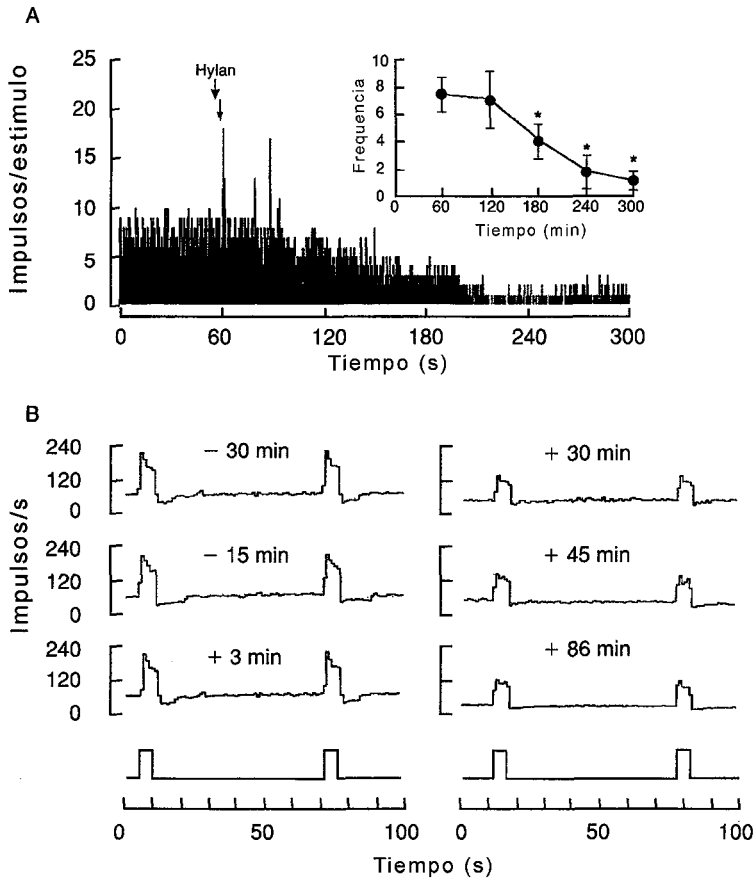 A
Impulsos/estimulo
25
20
15
10
5
0
Hylan
0 60 120 180 240 300
Tiempo (s)
Frequencia
10
8
6
4
2
0
* * *
0 60 120 180 240 300
Tiempo (min)
B
Impulsos/s
240
120
0
– 30 min
240
120
0
– 15 min
240
120
0
+ 3 min
+ 30 min
+ 45 min
+ 86 min
0 50 100
0 50 100
Tiempo (s)